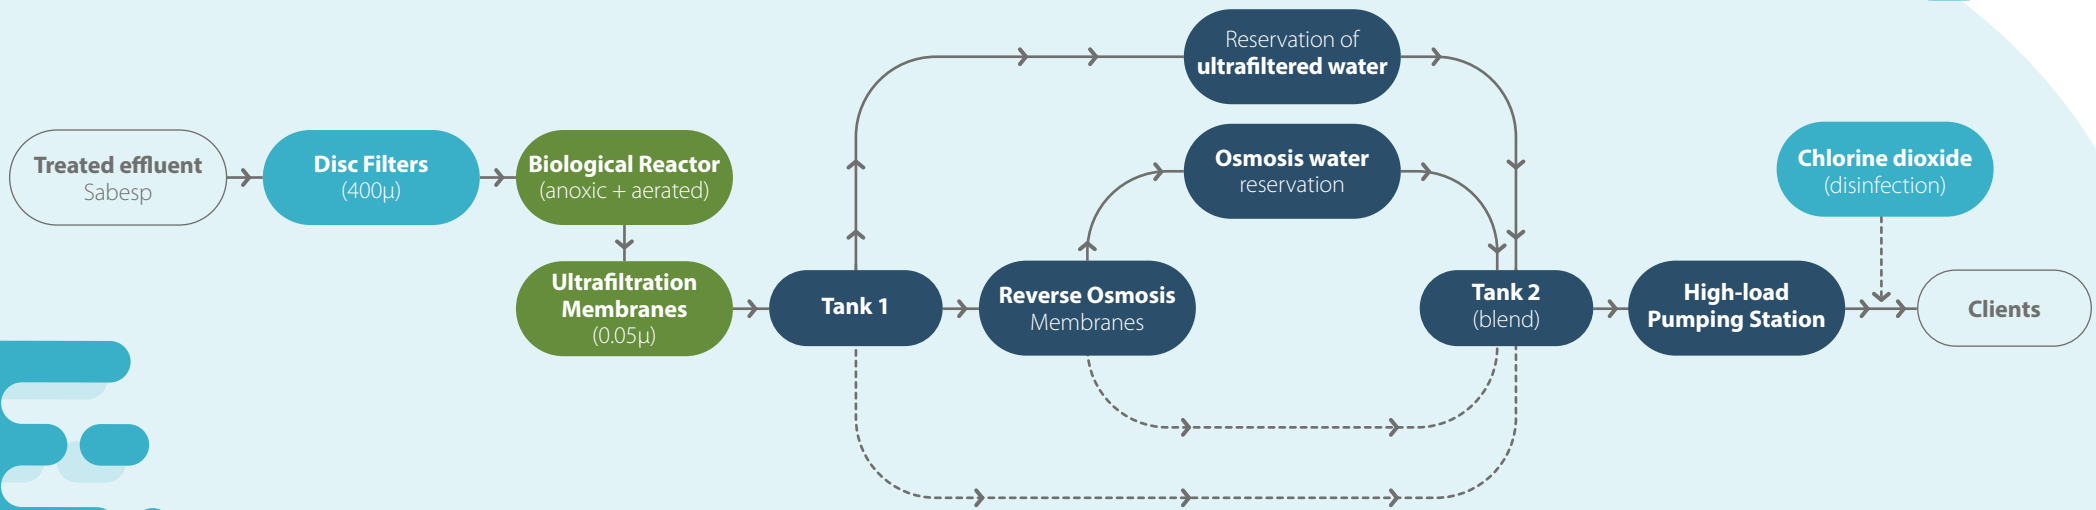 Treated effluent
Sabesp
Disc Filters
(400µ)
Biological Reactor
(anoxic + aerated)
Ultrafiltration
Membranes
(0.05µ)
Tank 1
Reservation of
ultrafiltered water
Osmosis water
reservation
Reverse Osmosis
Membranes
Tank 2
(blend)
High-load
Pumping Station
Chlorine dioxide
(disinfection)
Clients